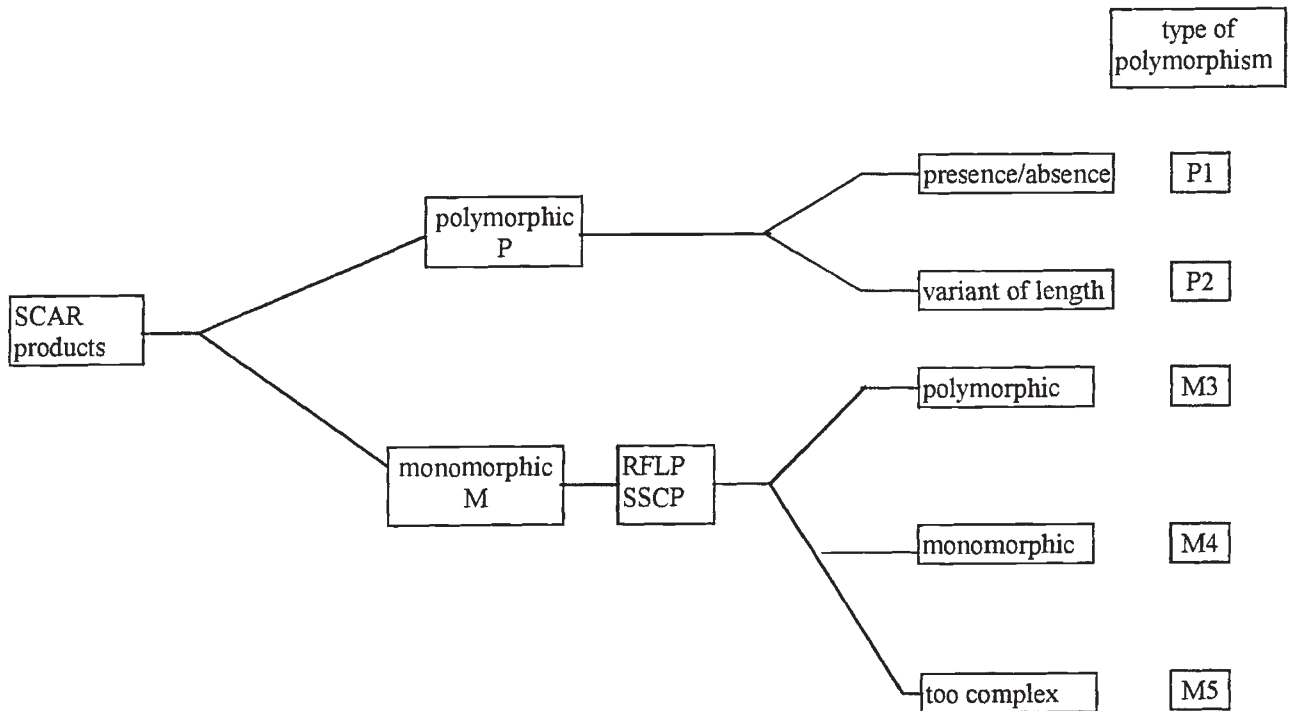 type of
polymorphism
presence/absence
P1
polymorphic
P
variant of length
P2
SCAR
products
polymorphic
M3
monomorphic
M
RFLP
SSCP
monomorphic
M4
too complex
M5